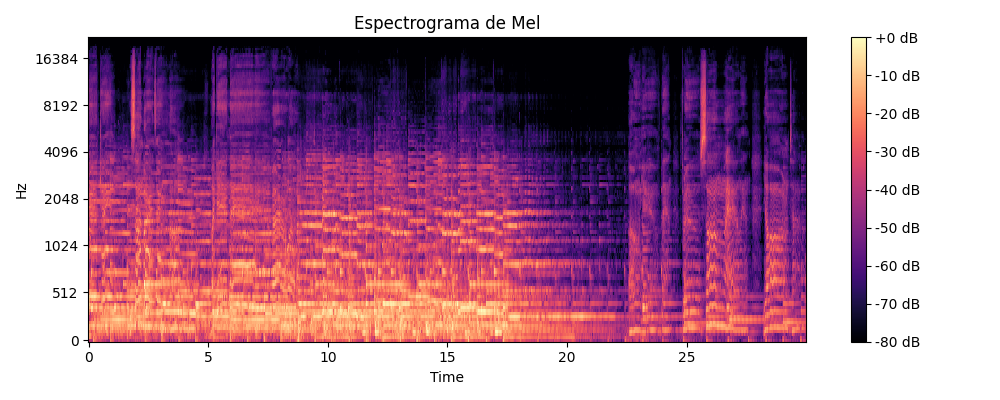 Espectrograma de Mel
Hz
16384
8192
4096
2048
1024
512
0
0 5 10 15 20 25
Time
+0 dB
-10 dB
-20 dB
-30 dB
-40 dB
-50 dB
-60 dB
-70 dB
-80 dB